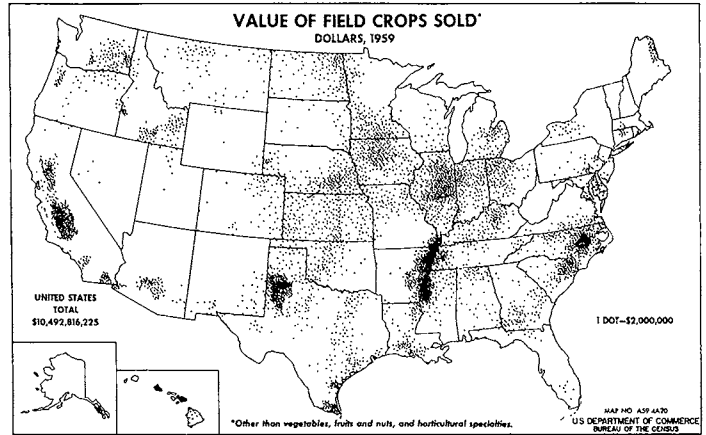 VALUE OF FIELD CROPS SOLD*
DOLLARS, 1959
UNITED STATES
TOTAL
$10,492,816,225
1 DOT—$2,000,000
*Other than vegetables, fruits and nuts, and horticultural specialties.
MAP NO. A59 4A20
U S DEPARTMENT OF COMMERCE
BUREAU OF THE CENSUS